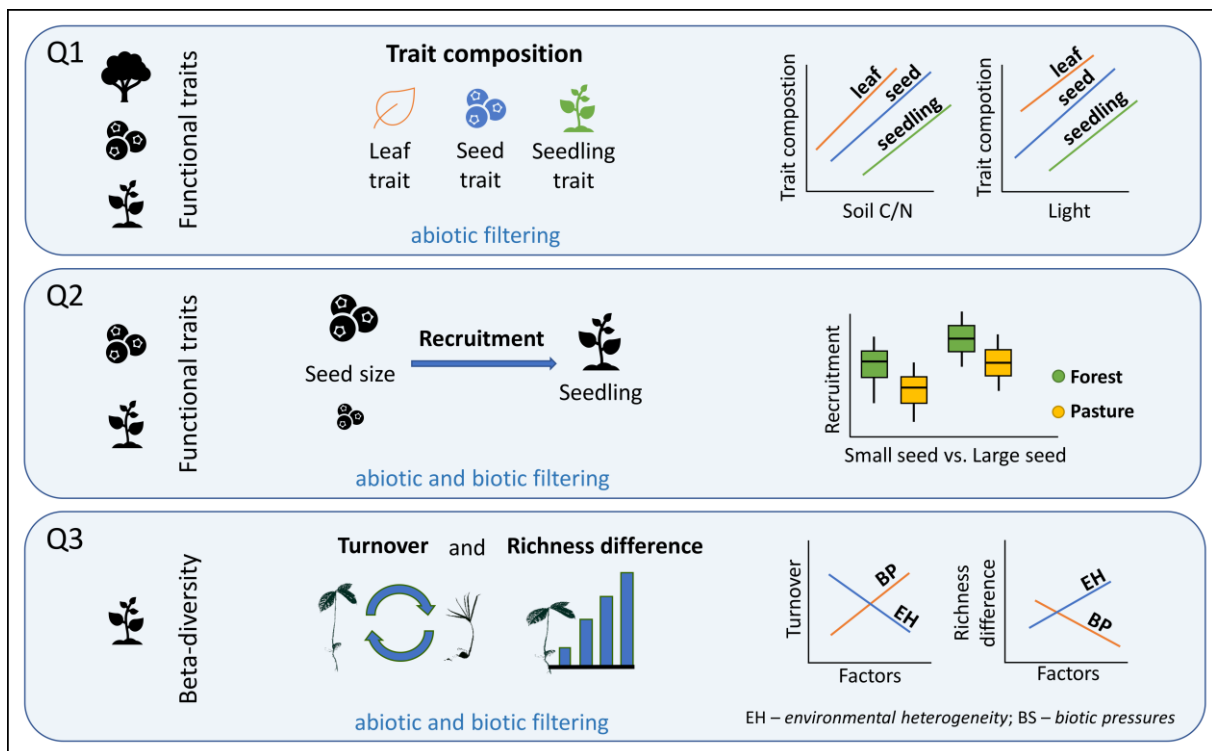 Q1
Functional traits
Trait composition
Leaf
trait
Seed
trait
Seedling
trait
abiotic filtering
Trait compostion
leaf
seed
seedling
Soil C/N
Trait compotion
leaf
seed
seedling
Light
Q2
Functional traits
Seed size
Recruitment
Seedling
abiotic and biotic filtering
Recruitment
Forest
Pasture
Small seed vs. Large seed
Q3
Beta-diversity
Turnover and Richness difference
abiotic and biotic filtering
Turnover
BP
EH
Factors
Richness
difference
EH
BP
Factors
EH – environmental heterogeneity; BS – biotic pressures